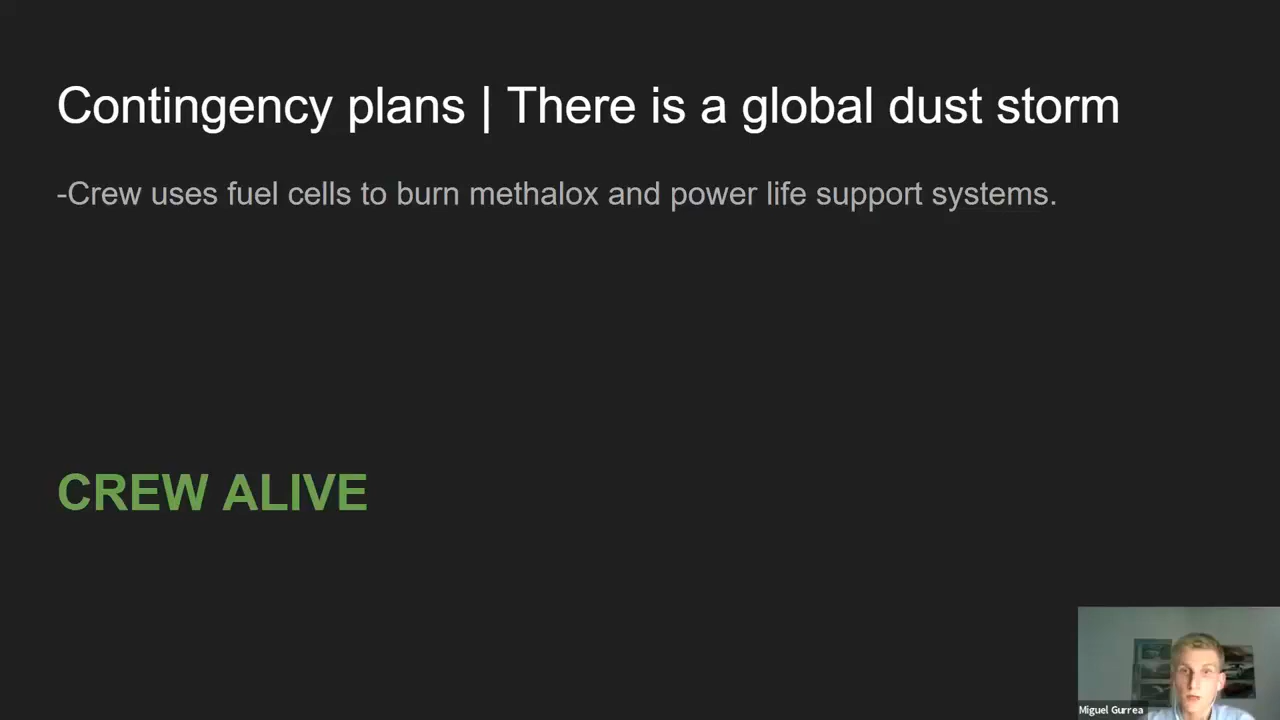 Contingency plans | There is a global dust storm
-Crew uses fuel cells to burn methalox and power life support systems.
CREW ALIVE
Miguel Gurrea